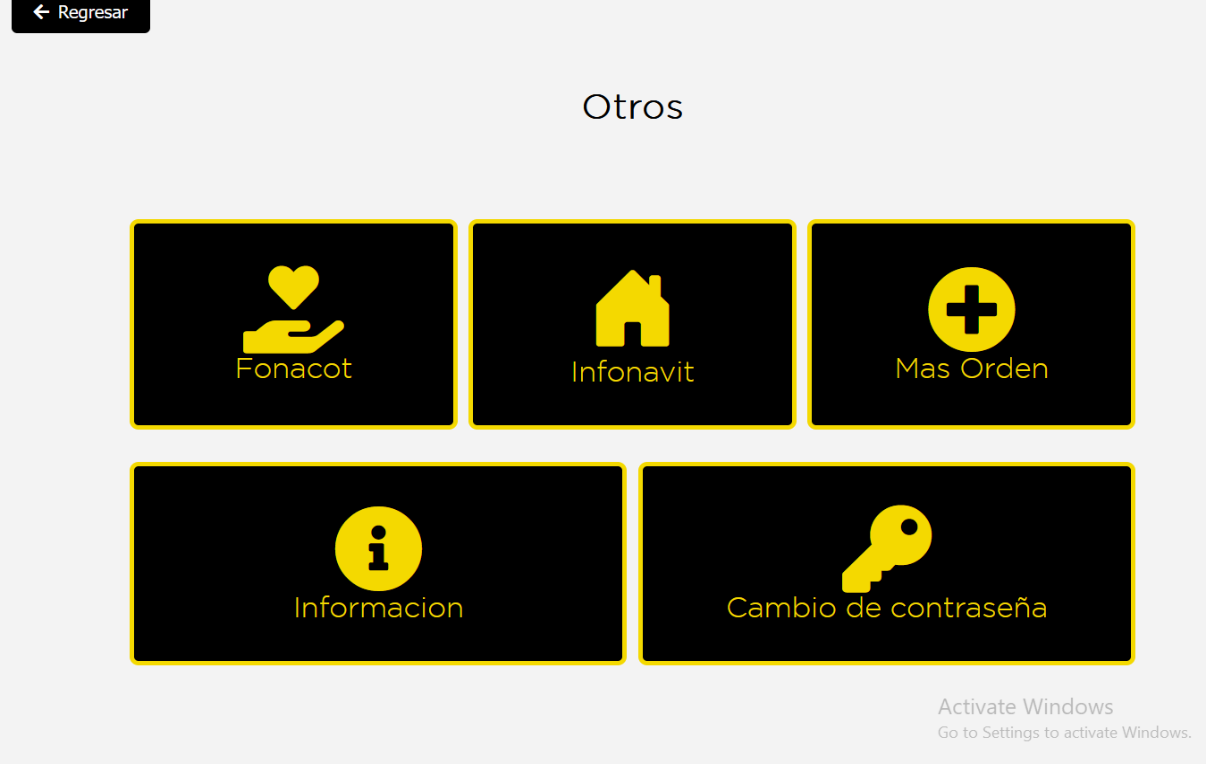 Regresar
Otros
Fonacot
Infonavit
Mas Orden
Informacion
Cambio de contraseña
Activate Windows
Go to Settings to activate Windows.